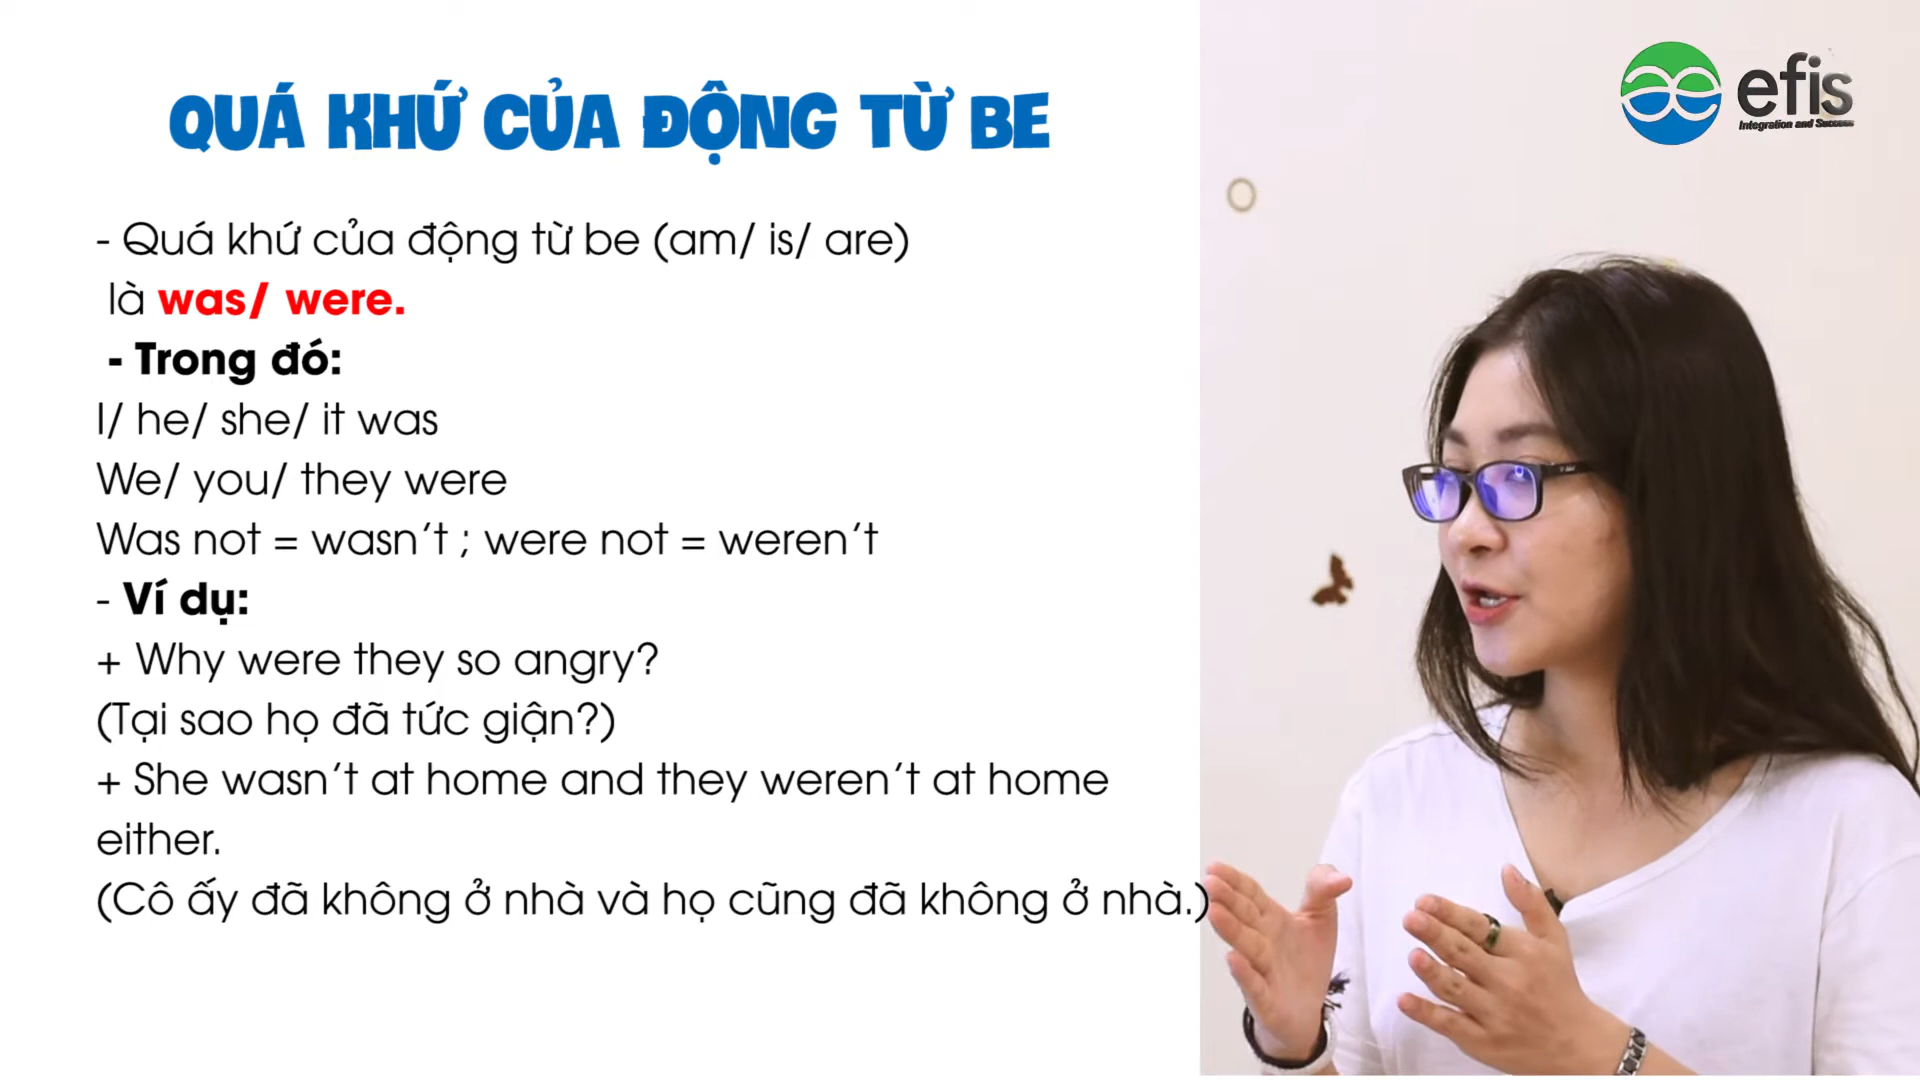 efis
Integration and Success
QUÁ KHỨ CỦA ĐỘNG TỪ BE
- Quá khứ của động từ be (am/ is/ are)
là was/ were.
- Trong đó:
I/ he/ she/ it was
We/ you/ they were
Was not = wasn’t ; were not = weren’t
- Ví dụ:
+ Why were they so angry?
(Tại sao họ đã tức giận?)
+ She wasn’t at home and they weren’t at home
either.
(Cô ấy đã không ở nhà và họ cũng đã không ở nhà.)